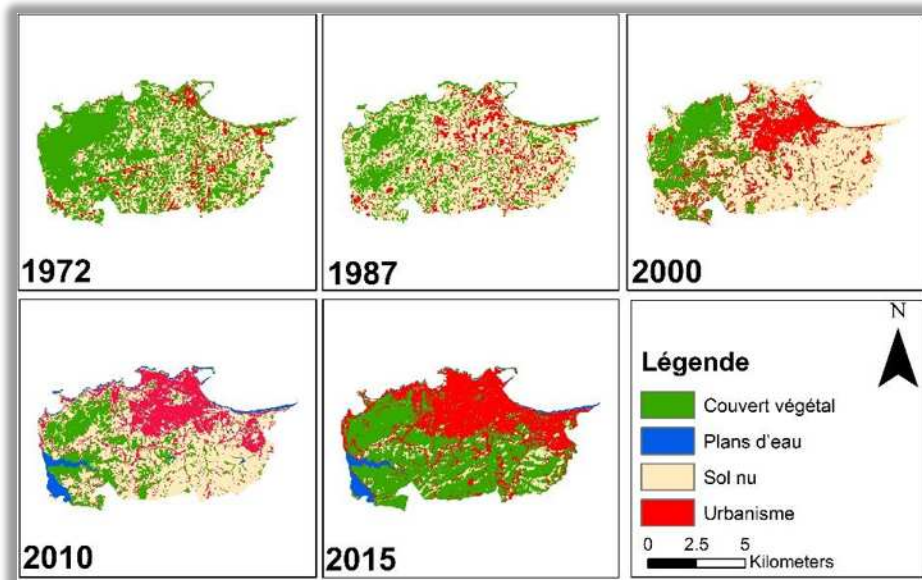 1972
1987
2000
2010
2015
N
Légende
Couvert végétal
Plans d'eau
Sol nu
Urbanisme
0 2.5 5
Kilometers